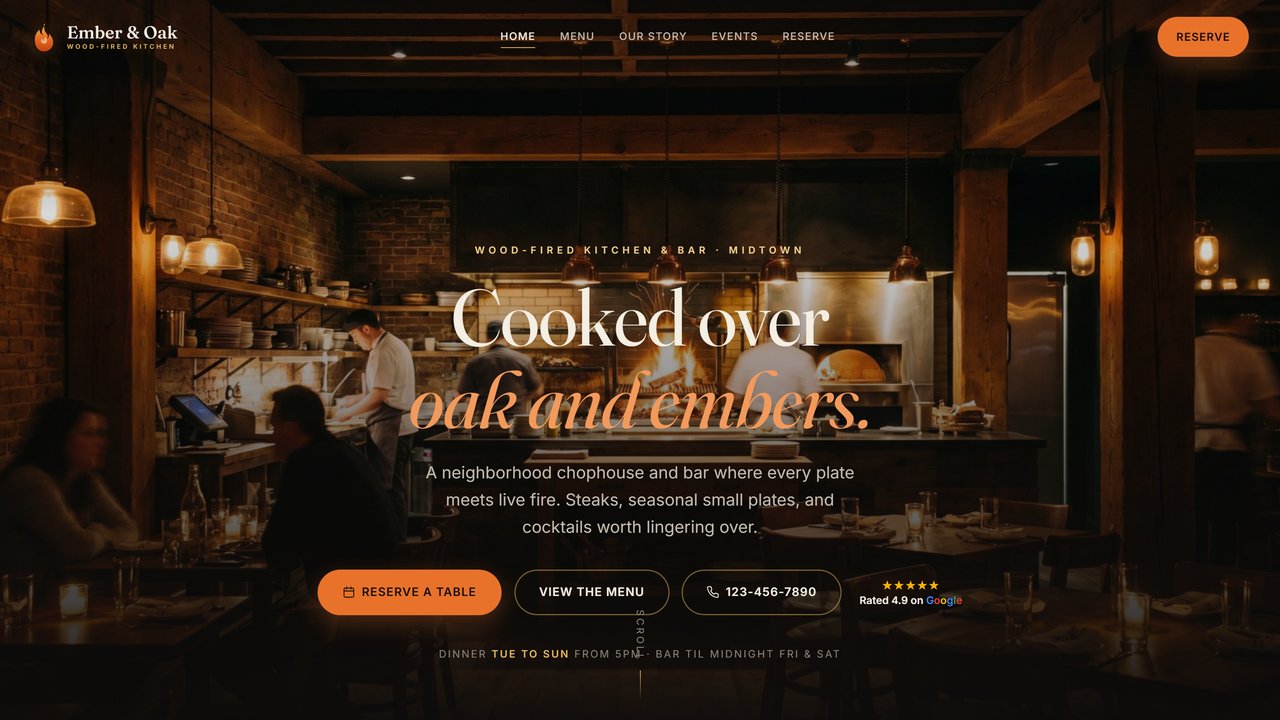 Ember & Oak
WOOD-FIRED KITCHEN
HOME
MENU
OUR STORY
EVENTS
RESERVE
RESERVE
WOOD-FIRED KITCHEN & BAR · MIDTOWN
Cooked over
oak and embers.
A neighborhood chophouse and bar where every plate
meets live fire. Steaks, seasonal small plates, and
cocktails worth lingering over.
RESERVE A TABLE
VIEW THE MENU
123-456-7890
★★★★★
Rated 4.9 on Google
SCROLL
DINNER TUE TO SUN FROM 5PM · BAR TIL MIDNIGHT FRI & SAT